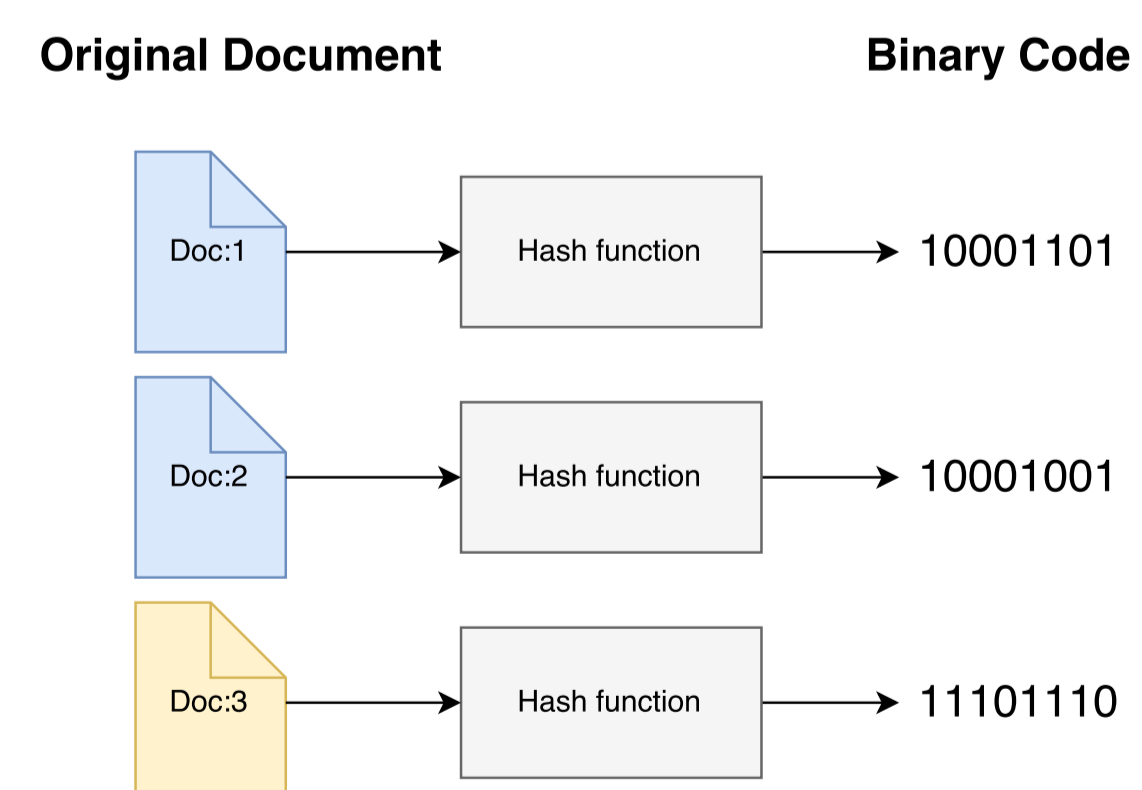 Original Document Binary Code
Doc:1 Hash function 10001101
Doc:2 Hash function 10001001
Doc:3 Hash function 11101110